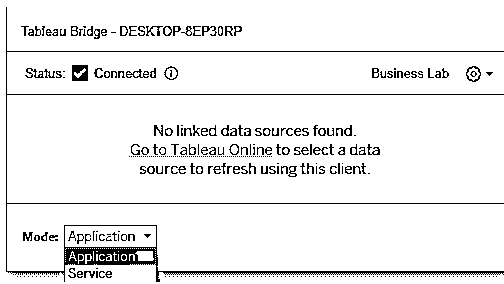 Tableau Bridge - DESKTOP-8EP30RP
Status: Connected Business Lab
No linked data sources found.
Go to Tableau Online to select a data
source to refresh using this client.
Mode: Application
Application
Service